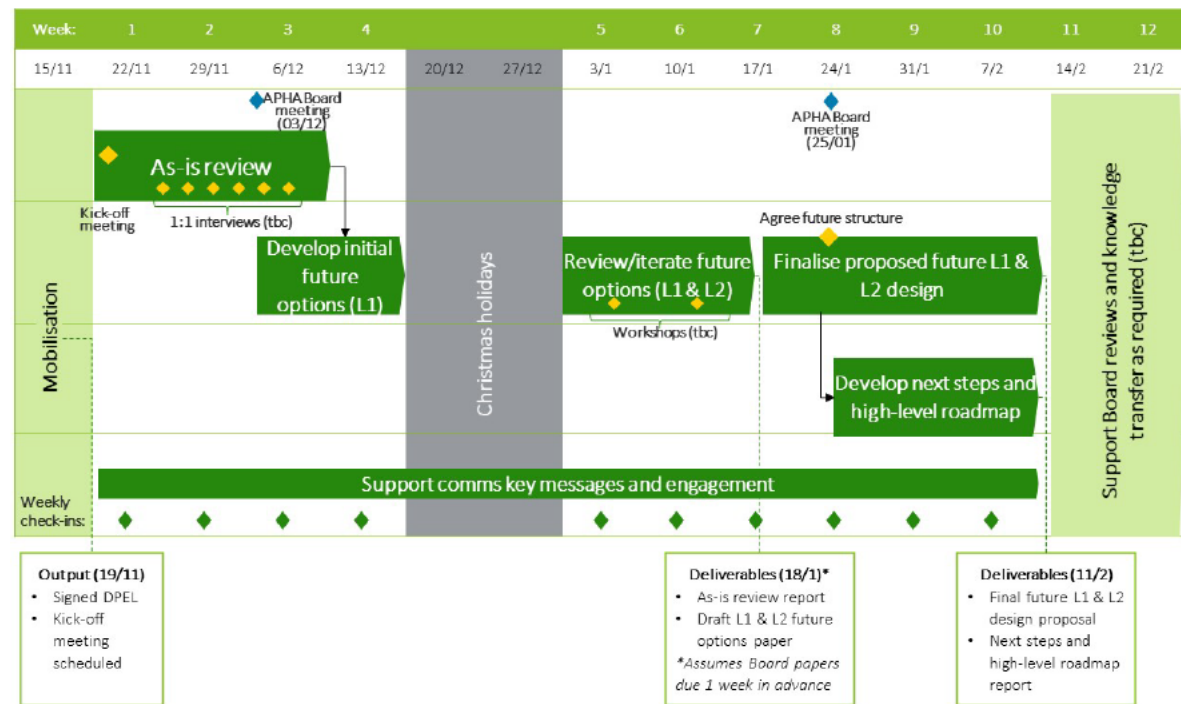 Week: 1 2 3 4 5 6 7 8 9 10 11 12
15/11 22/11 29/11 6/12 13/12 20/12 27/12 3/1 10/1 17/1 24/1 31/1 7/2 14/2 21/2
APHA Board
meeting
(03/12)
APHA Board
meeting
(25/01)
As-is review
Kick-off
meeting
1:1 interviews (tbc)
Agree future structure
Develop initial
future
options (L1)
Review/iterate future
options (L1 & L2)
Finalise proposed future L1 &
L2 design
Workshops (tbc)
Mobilisation
Christmas holidays
Develop next steps and
high-level roadmap
Support Board reviews and knowledge
transfer as required (tbc)
Support comms key messages and engagement
Weekly
check-ins:
Output (19/11)
• Signed DPEL
• Kick-off
meeting
scheduled
Deliverables (18/1)*
• As-is review report
• Draft L1 & L2 future
options paper
*Assumes Board papers
due 1 week in advance
Deliverables (11/2)
• Final future L1 & L2
design proposal
• Next steps and
high-level roadmap
report